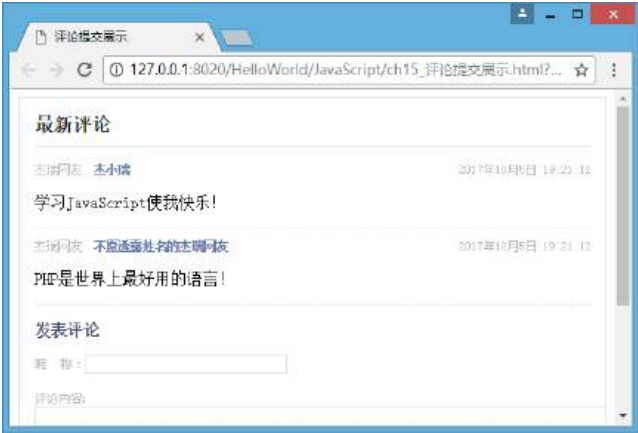 评论提交展示
127.0.0.1:8020/HelloWorld/JavaScript/ch15_评论提交展示.html?...
最新评论
杰瑞网友 杰小瑞 2017年10月5日 19:21:12
学习JavaScript使我快乐！
杰瑞网友 不愿透露姓名的杰瑞网友 2017年10月5日 19:21:12
PHP是世界上最好用的语言！
发表评论
昵 称：
评论内容：